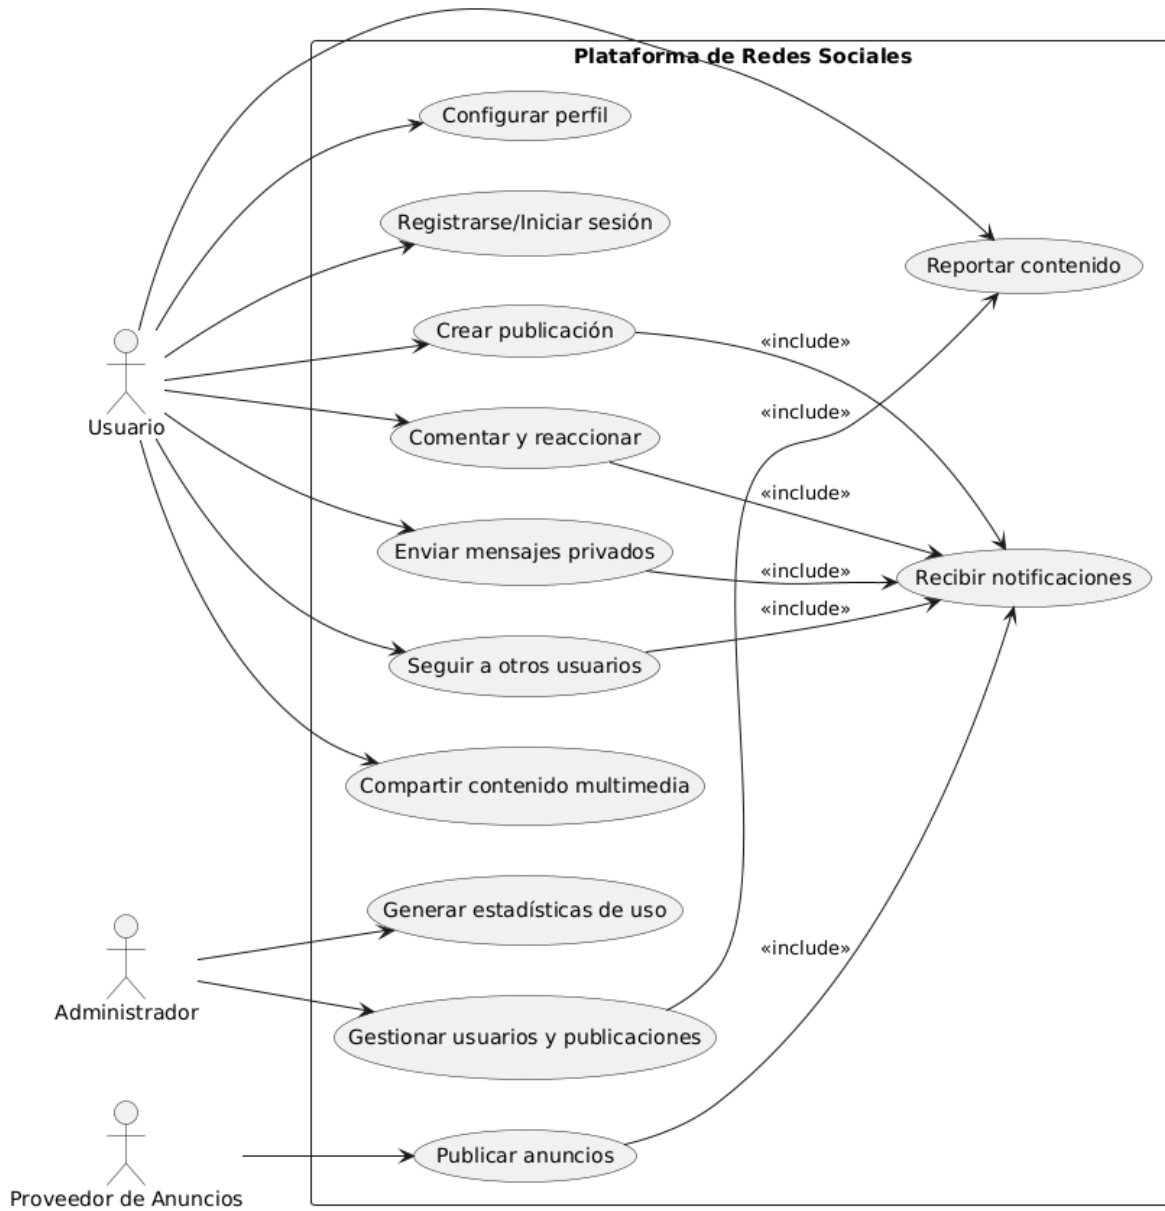 Plataforma de Redes Sociales
Configurar perfil
Registrarse/Iniciar sesión
Reportar contenido
Crear publicación
«include»
«include»
Usuario
Comentar y reaccionar
«include»
Enviar mensajes privados
«include»
Recibir notificaciones
«include»
Seguir a otros usuarios
Compartir contenido multimedia
Generar estadísticas de uso
«include»
Administrador
Gestionar usuarios y publicaciones
Publicar anuncios
Proveedor de Anuncios